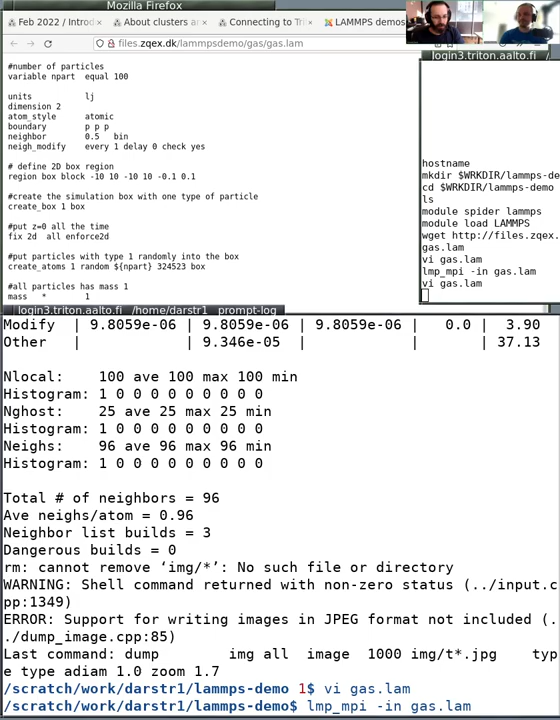 Mozilla Firefox
Feb 2022 / Introd
About clusters a
Connecting to Tri
LAMMPS demos
files.zqex.dk/lammpsdemo/gas/gas.lam
#number of particles
variable npart equal 100
units lj
dimension 2
atom_style atomic
boundary p p p
neighbor 0.5 bin
neigh_modify every 1 delay 0 check yes
# define 2D box region
region box block -10 10 -10 10 -0.1 0.1
#create the simulation box with one type of particle
create_box 1 box
#put z=0 all the time
fix 2d all enforce2d
#put particles with type 1 randomly into the box
create_atoms 1 random ${npart} 324523 box
#all particles has mass 1
mass * 1
login3.triton.aalto.fi /
hostname
mkdir $WRKDIR/lammps-de
cd $WRKDIR/lammps-demo
ls
module spider lammps
module load LAMMPS
wget http://files.zqex.
gas.lam
vi gas.lam
lmp_mpi -in gas.lam
vi gas.lam
login3.triton.aalto.fi /home/darstr1 prompt-log
Modify | 9.8059e-06 | 9.8059e-06 | 9.8059e-06 | 0.0 | 3.90
Other | | 9.346e-05 | | | 37.13
Nlocal: 100 ave 100 max 100 min
Histogram: 1 0 0 0 0 0 0 0 0 0
Nghost: 25 ave 25 max 25 min
Histogram: 1 0 0 0 0 0 0 0 0 0
Neighs: 96 ave 96 max 96 min
Histogram: 1 0 0 0 0 0 0 0 0 0
Total # of neighbors = 96
Ave neighs/atom = 0.96
Neighbor list builds = 3
Dangerous builds = 0
rm: cannot remove ‘img/*’: No such file or directory
WARNING: Shell command returned with non-zero status (../input.c
pp:1349)
ERROR: Support for writing images in JPEG format not included (.
./dump_image.cpp:85)
Last command: dump img all image 1000 img/t*.jpg typ
e type adiam 1.0 zoom 1.7
/scratch/work/darstr1/lammps-demo 1$ vi gas.lam
/scratch/work/darstr1/lammps-demo$ lmp_mpi -in gas.lam